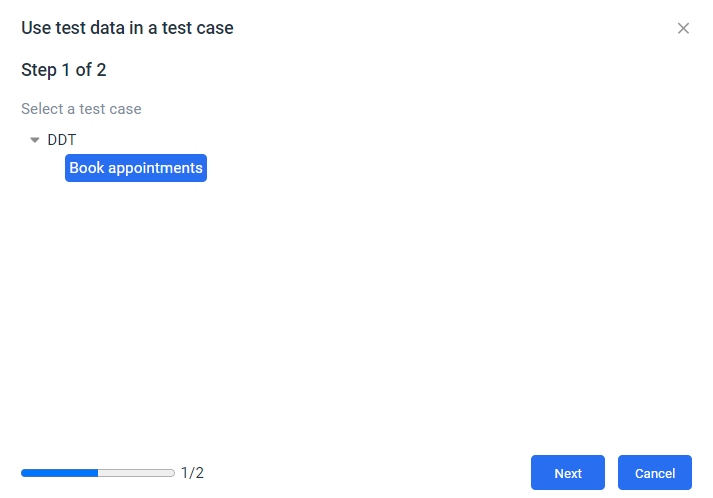 Use test data in a test case
Step 1 of 2
Select a test case
DDT
Book appointments
1/2
Next
Cancel